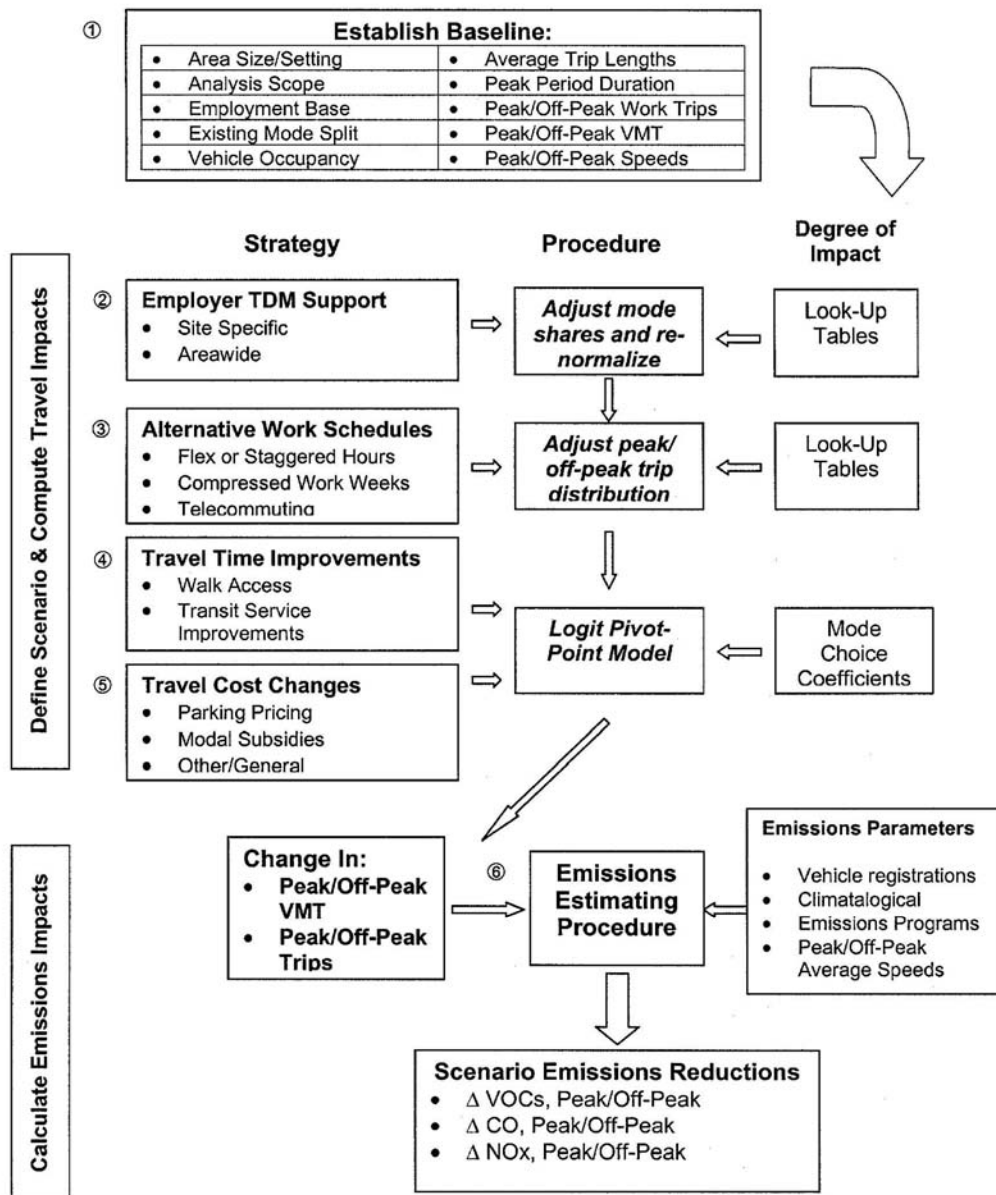 ①
Establish Baseline:
• Area Size/Setting
• Average Trip Lengths
• Analysis Scope
• Peak Period Duration
• Employment Base
• Peak/Off-Peak Work Trips
• Existing Mode Split
• Peak/Off-Peak VMT
• Vehicle Occupancy
• Peak/Off-Peak Speeds
Define Scenario & Compute Travel Impacts
Strategy
Procedure
Degree of
Impact
②
Employer TDM Support
• Site Specific
• Areawide
Adjust mode
shares and re-
normalize
Look-Up
Tables
③
Alternative Work Schedules
• Flex or Staggered Hours
• Compressed Work Weeks
• Telecommuting
Adjust peak/
off-peak trip
distribution
Look-Up
Tables
④
Travel Time Improvements
• Walk Access
• Transit Service
Improvements
⑤
Travel Cost Changes
• Parking Pricing
• Modal Subsidies
• Other/General
Logit Pivot-
Point Model
Mode
Choice
Coefficients
Calculate Emissions Impacts
Change In:
• Peak/Off-Peak
VMT
• Peak/Off-Peak
Trips
⑥
Emissions
Estimating
Procedure
Emissions Parameters
• Vehicle registrations
• Climatalogical
• Emissions Programs
• Peak/Off-Peak
Average Speeds
Scenario Emissions Reductions
• Δ VOCs, Peak/Off-Peak
• Δ CO, Peak/Off-Peak
• Δ NOx, Peak/Off-Peak